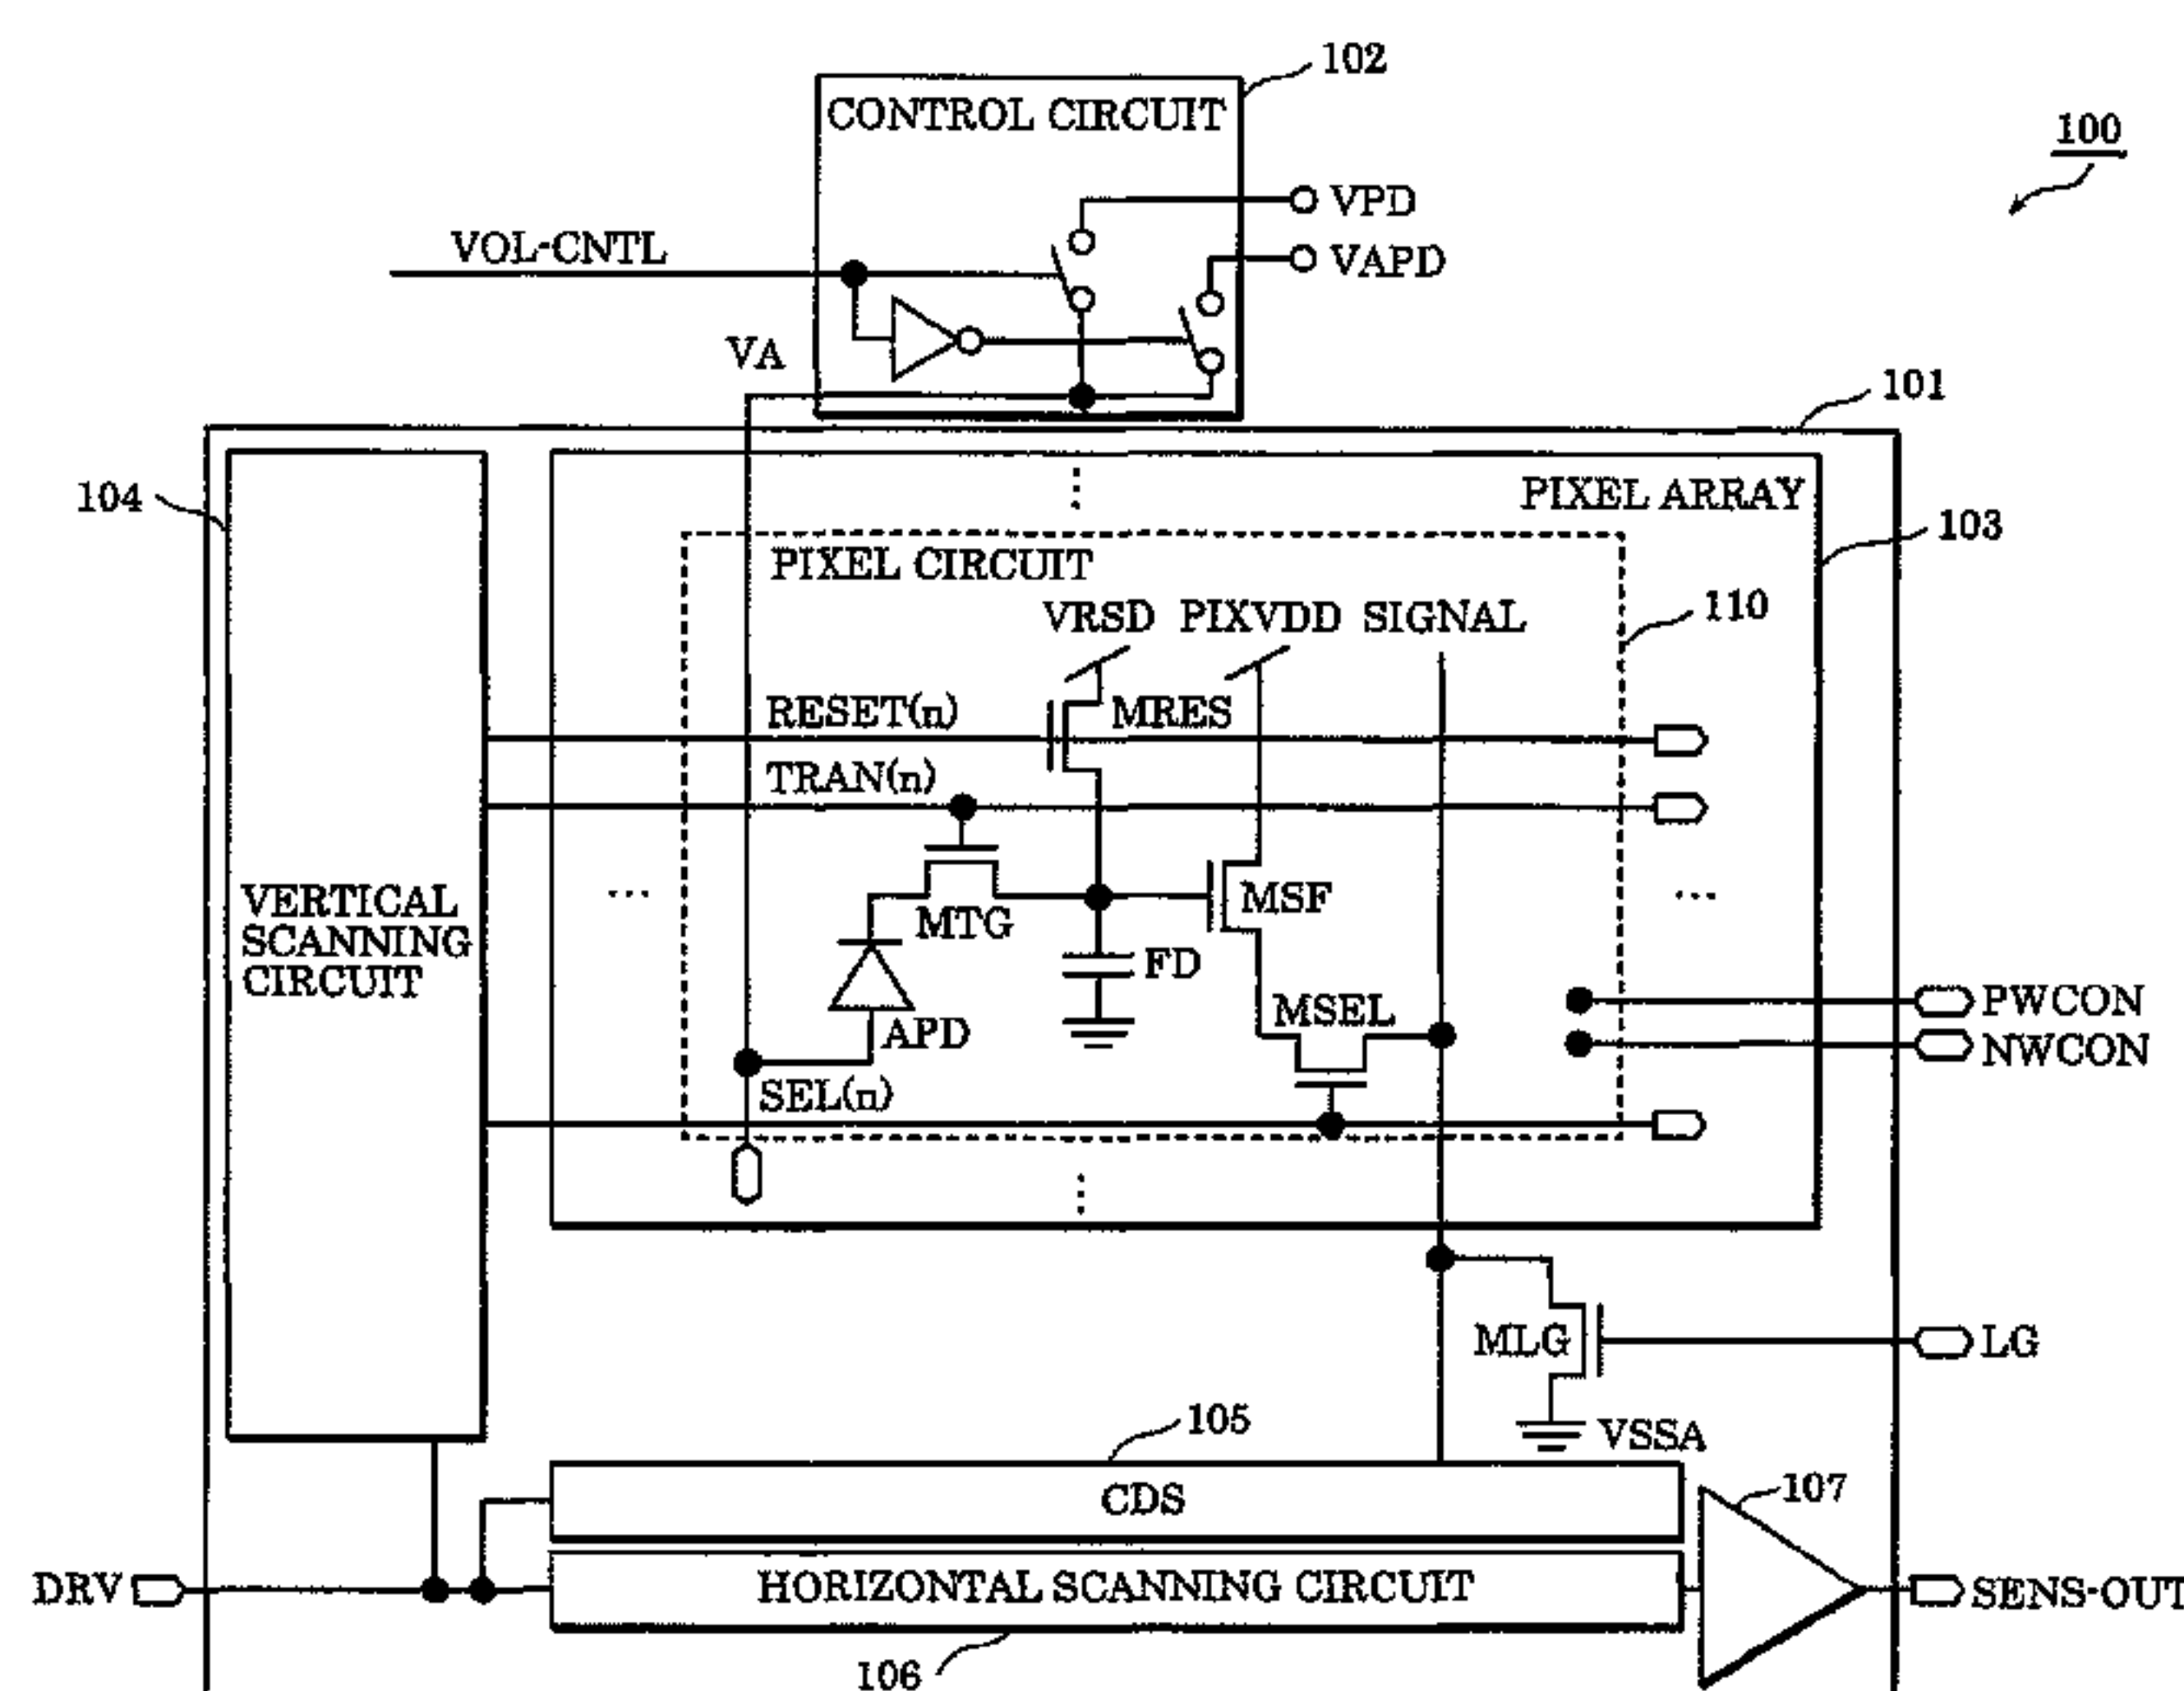 102
CONTROL CIRCUIT
100
VPD
VOL-CNTL
VAPD
VA
101
104
PIXEL ARRAY
103
PIXEL CIRCUIT
110
VRSD PIXVDD SIGNAL
RESET(n)
MRES
TRAN(n)
...
VERTICAL
SCANNING
CIRCUIT
MTG
MSF
...
FD
APD
MSEL
PWCON
NWCON
SEL(n)
MLG
LG
VSSA
105
CDS
107
DRV
HORIZONTAL SCANNING CIRCUIT
SENS-OUT
106